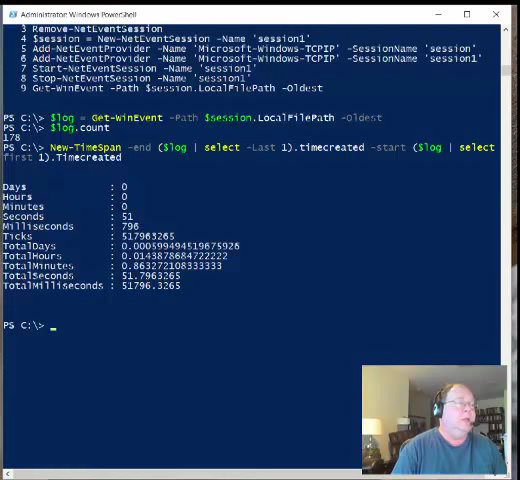 Administrator: Windows PowerShell
3 Remove-NetEventSession
4 $session = New-NetEventSession -Name 'session1'
5 Add-NetEventProvider -Name 'Microsoft-Windows-TCPIP' -SessionName 'session'
6 Add-NetEventProvider -Name 'Microsoft-Windows-TCPIP' -SessionName 'session1'
7 Start-NetEventSession -Name 'session1'
8 Stop-NetEventSession -Name 'session1'
9 Get-WinEvent -Path $session.LocalFilePath -Oldest
PS C:\> $log = Get-WinEvent -Path $session.LocalFilePath -Oldest
PS C:\> $log.count
178
PS C:\> New-TimeSpan -end ($log | select -Last 1).timecreated -start ($log | select
first 1).Timecreated
Days : 0
Hours : 0
Minutes : 0
Seconds : 51
Milliseconds : 796
Ticks : 517963265
TotalDays : 0.000599494519675926
TotalHours : 0.0143878684722222
TotalMinutes : 0.863272108333333
TotalSeconds : 51.7963265
TotalMilliseconds : 51796.3265
PS C:\> _